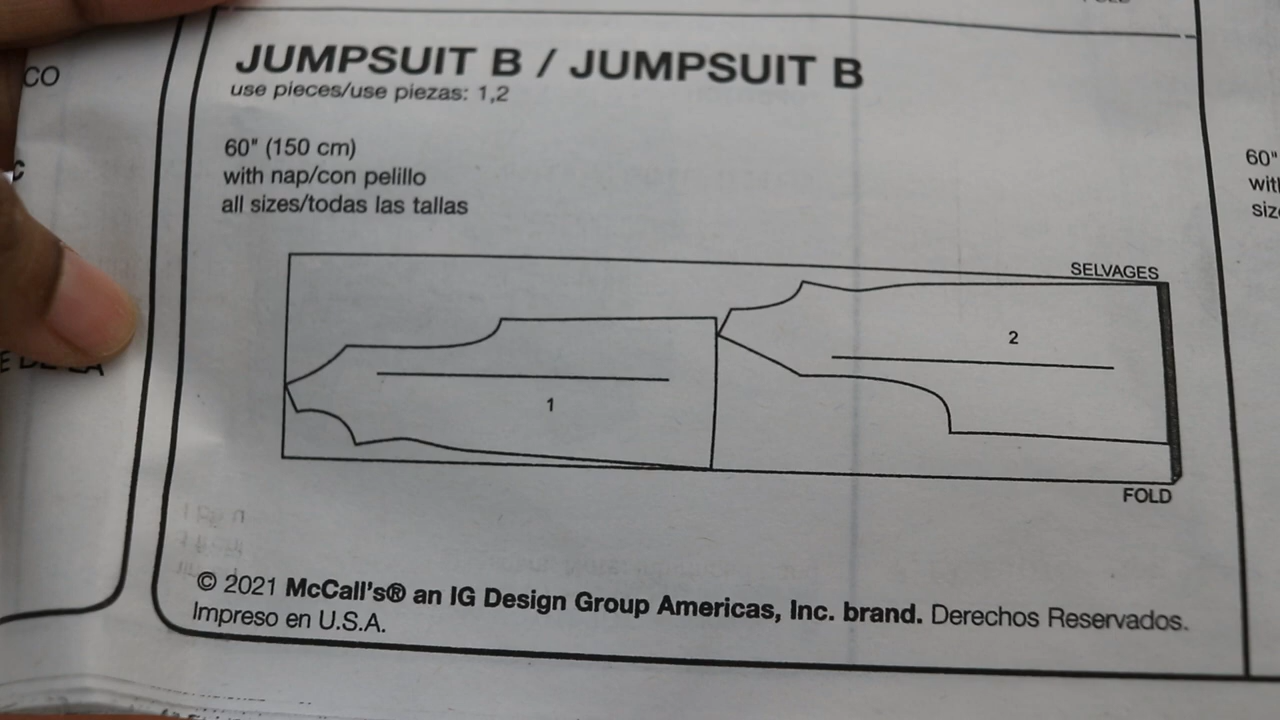 JUMPSUIT B / JUMPSUIT B
use pieces/use piezas: 1,2
60" (150 cm)
with nap/con pelillo
all sizes/todas las tallas
SELVAGES
2
1
FOLD
© 2021 McCall's® an IG Design Group Americas, Inc. brand. Derechos Reservados.
Impreso en U.S.A.
CO
60"